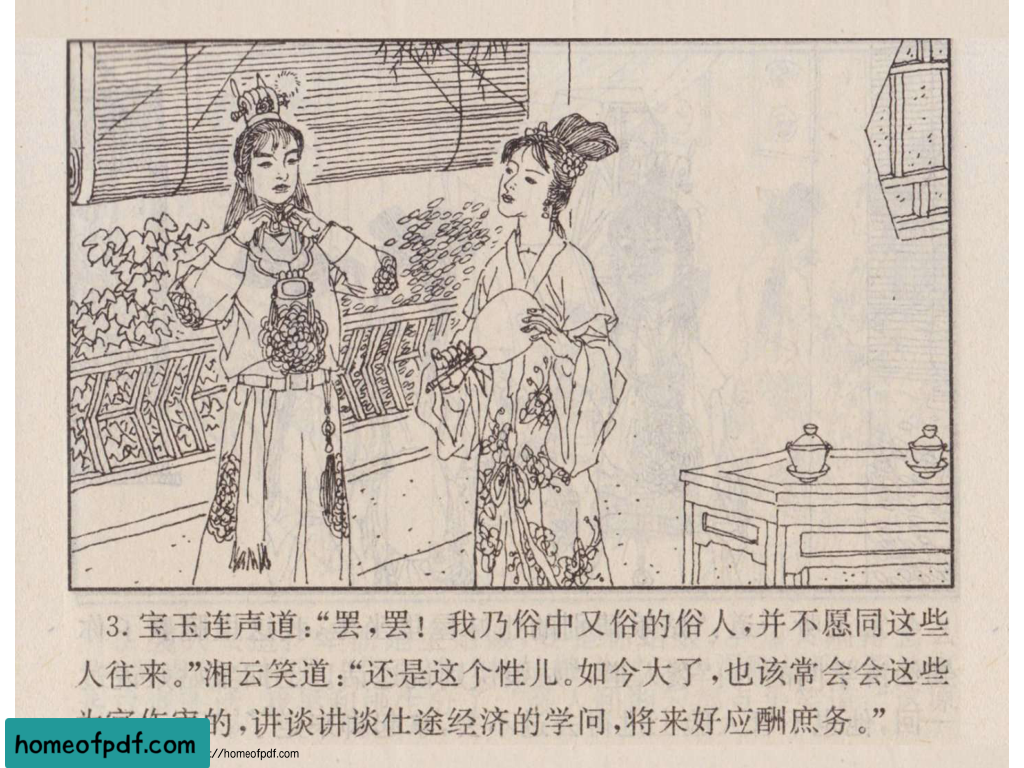 3. 宝玉连声道：“罢，罢！我乃俗中又俗的俗人，并不愿同这些
人往来。”湘云笑道：“还是这个性儿。如今大了，也该常会会这些
的，讲谈讲谈仕途经济的学问，将来好应酬庶务。”
homeofpdf.com
://homeofpdf.com